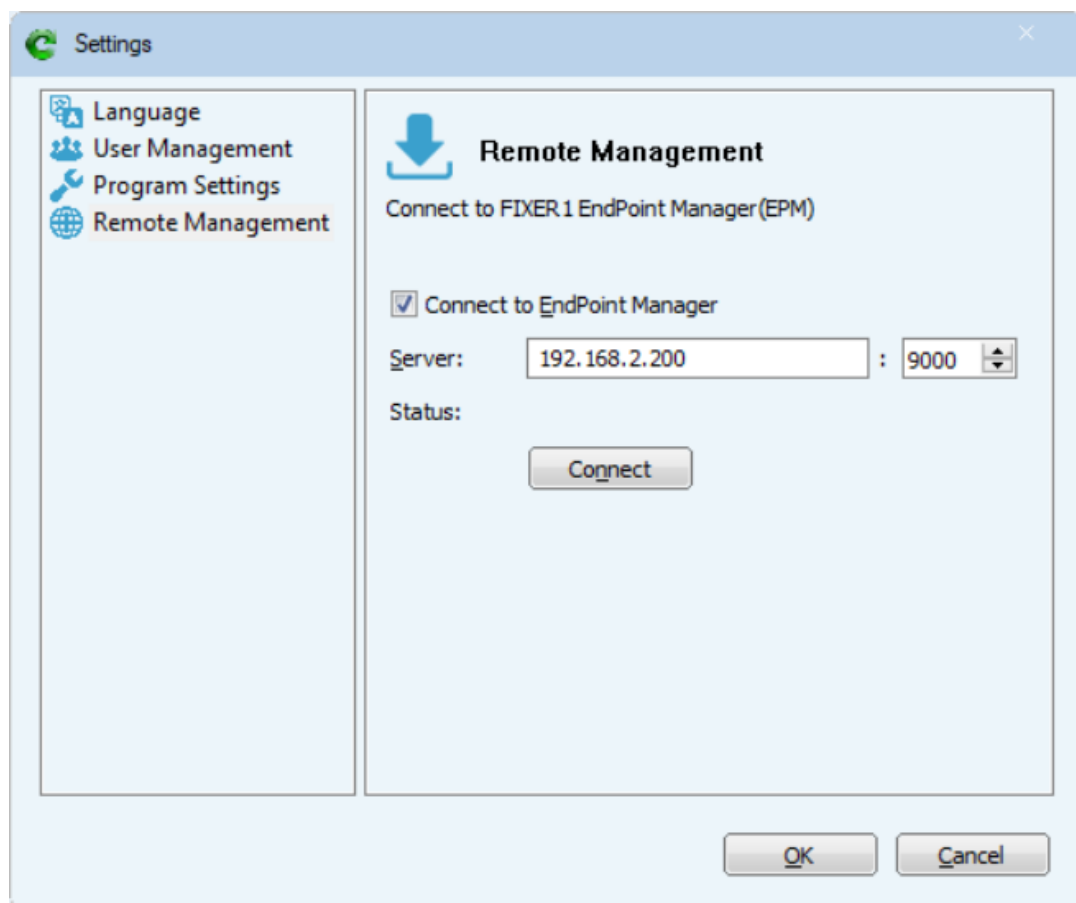 Settings
Language
User Management
Program Settings
Remote Management
Remote Management
Connect to FIXER1 EndPoint Manager(EPM)
Connect to EndPoint Manager
Server: 192.168.2.200 : 9000
Status:
Connect
OK Cancel